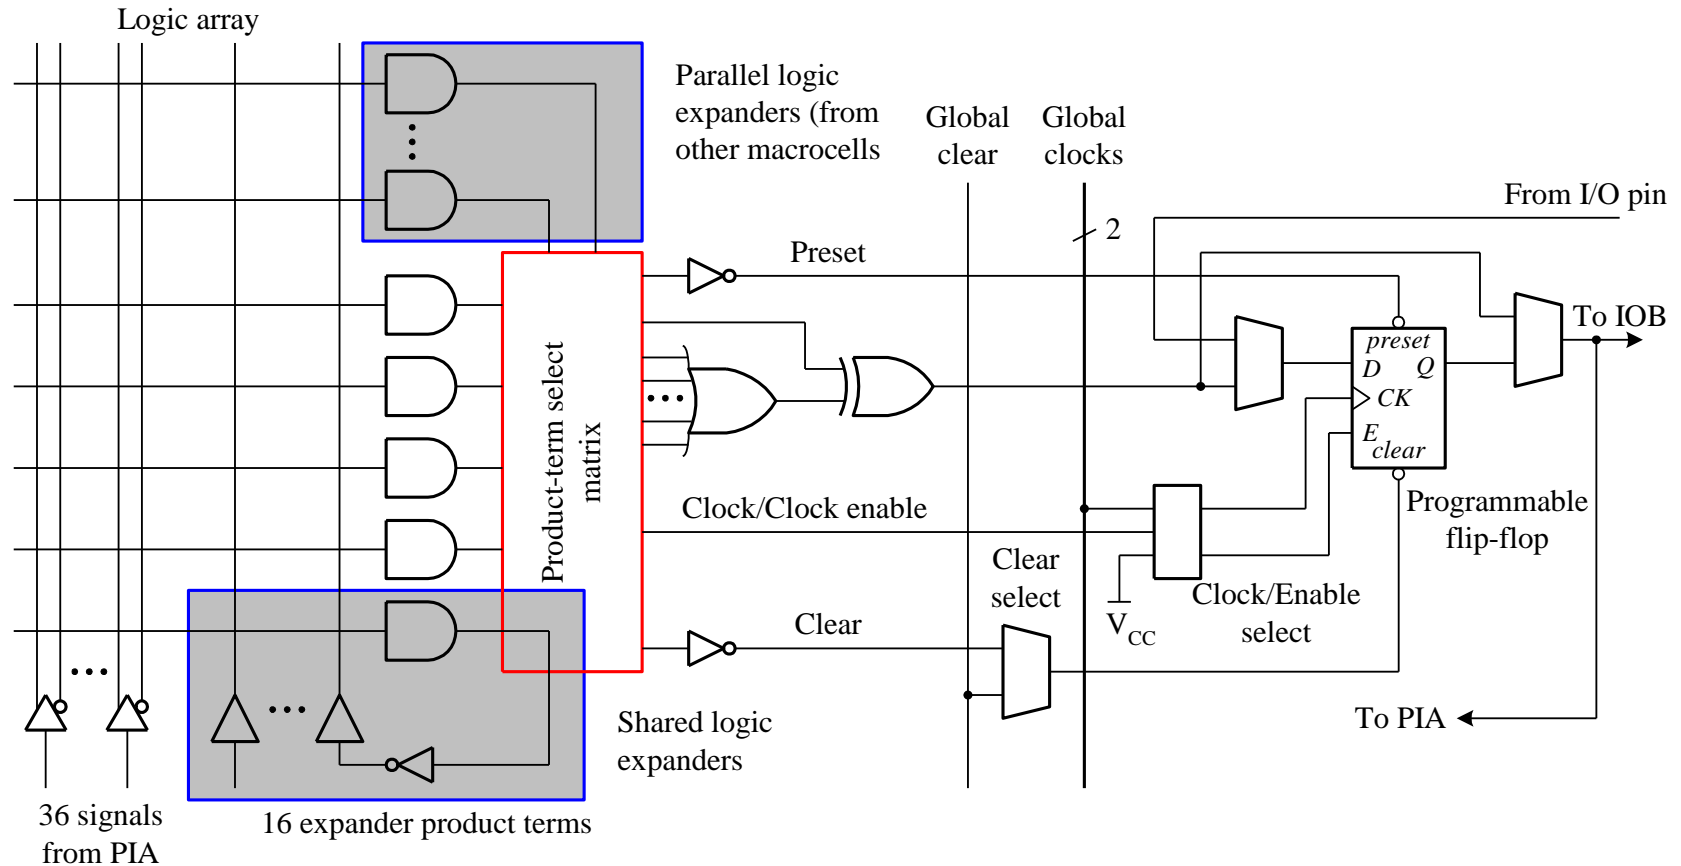 Logic array
Parallel logic
expanders (from
other macrocells
Global
clear
Global
clocks
2
From I/O pin
Preset
To IOB
preset
D
Q
CK
E
clear
Product-term select
matrix
Clock/Clock enable
Programmable
flip-flop
Clear
select
Clock/Enable
select
VCC
Clear
To PIA
Shared logic
expanders
36 signals
from PIA
16 expander product terms